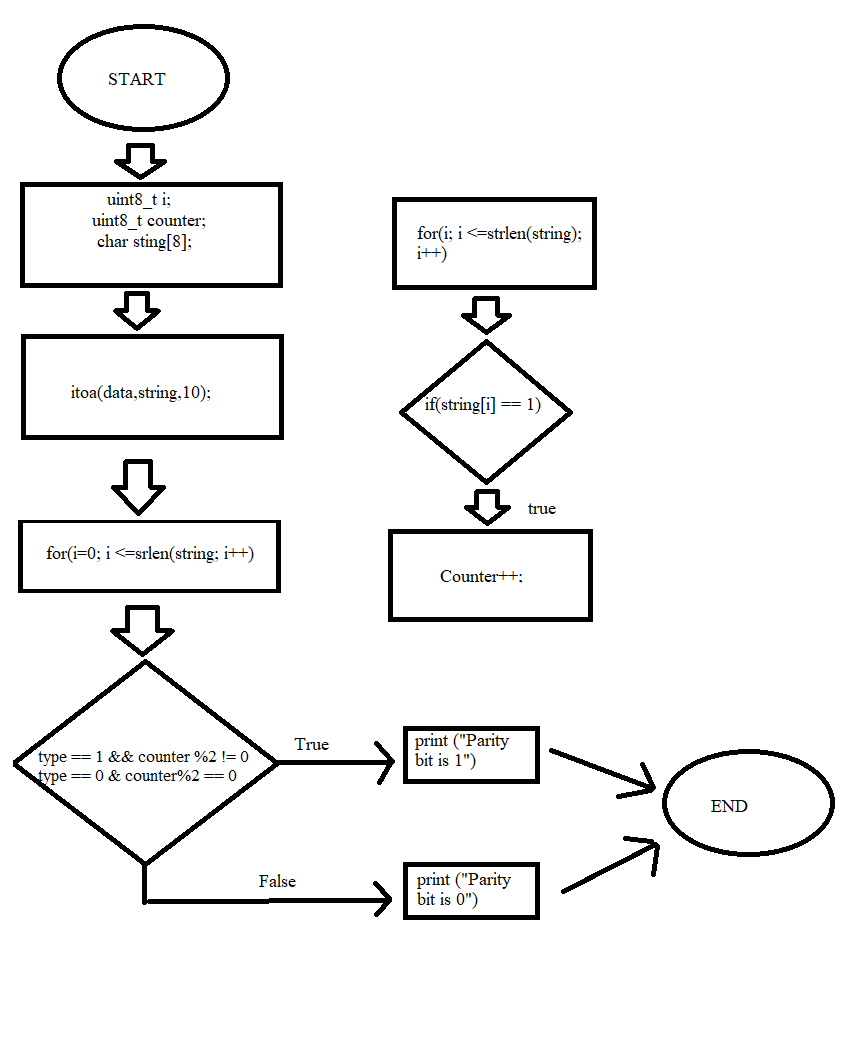 START
uint8_t i;
uint8_t counter;
char sting[8];
itoa(data,string,10);
for(i=0; i <=srlen(string; i++)
type == 1 && counter %2 != 0
type == 0 & counter%2 == 0
True
print ("Parity
bit is 1")
False
print ("Parity
bit is 0")
END
for(i; i <=strlen(string);
i++)
if(string[i] == 1)
true
Counter++;